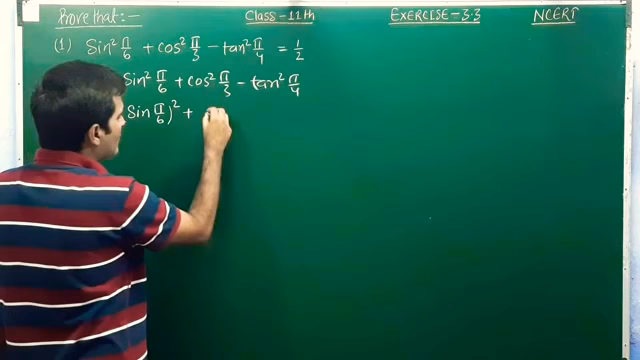 Prove that :- Class-11th EXERCISE-3.3 NCERT
(1) Sin² π/6 + cos² π/3 - tan² π/4 = 1/2
Sin² π/6 + cos² π/3 - tan² π/4
Sin π/6)² +